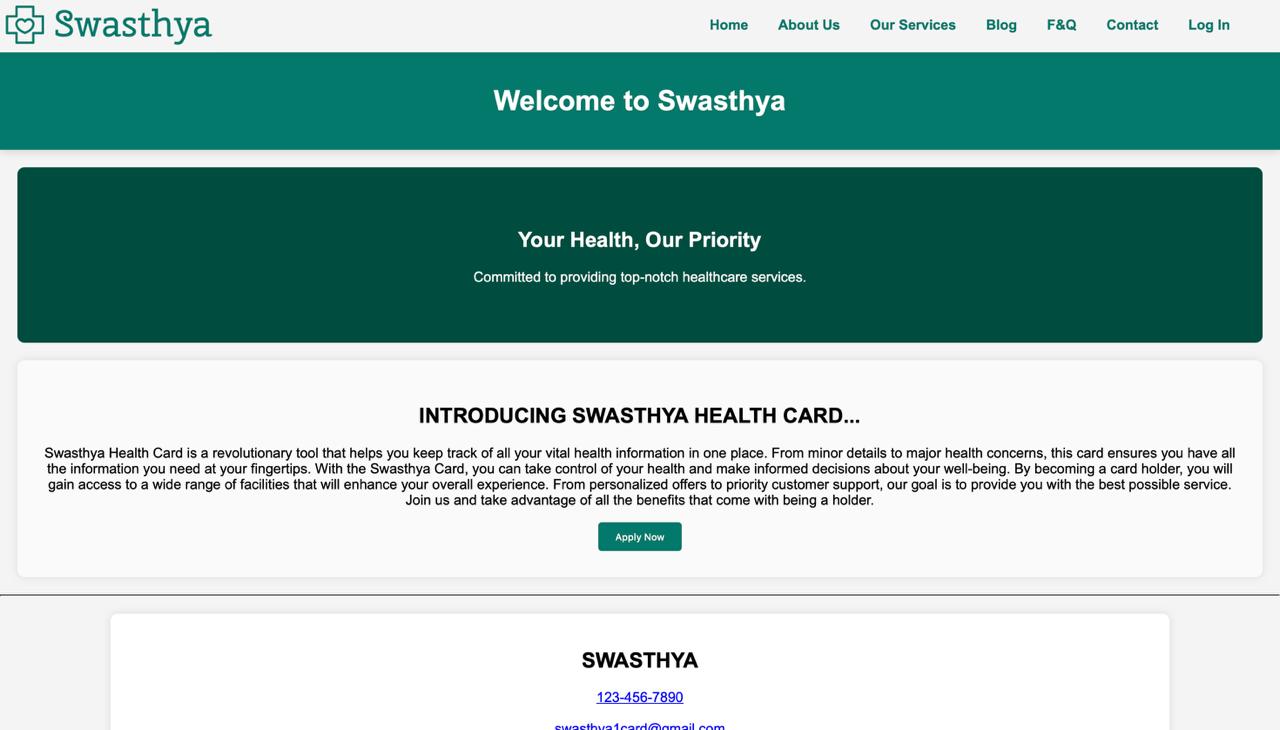 Swasthya
Home About Us Our Services Blog F&Q Contact Log In
Welcome to Swasthya
Your Health, Our Priority
Committed to providing top-notch healthcare services.
INTRODUCING SWASTHYA HEALTH CARD...
Swasthya Health Card is a revolutionary tool that helps you keep track of all your vital health information in one place. From minor details to major health concerns, this card ensures you have all
the information you need at your fingertips. With the Swasthya Card, you can take control of your health and make informed decisions about your well-being. By becoming a card holder, you will
gain access to a wide range of facilities that will enhance your overall experience. From personalized offers to priority customer support, our goal is to provide you with the best possible service.
Join us and take advantage of all the benefits that come with being a holder.
Apply Now
SWASTHYA
123-456-7890
swasthya1card@gmail.com